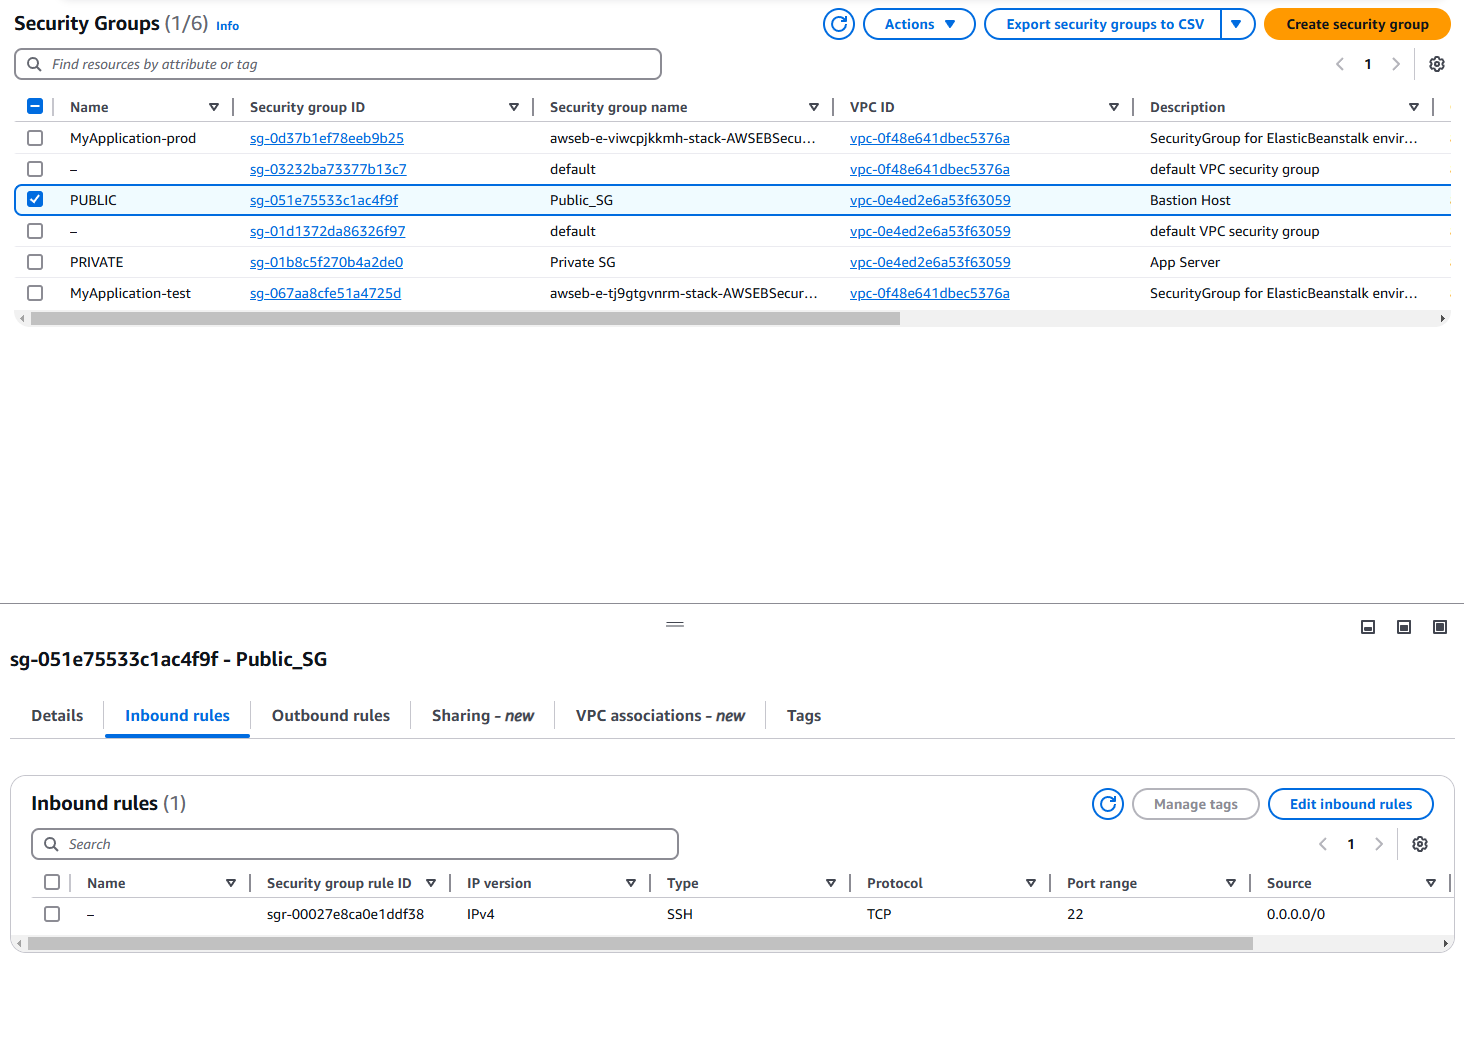 Security Groups (1/6) Info
Actions
Export security groups to CSV
Create security group
Find resources by attribute or tag
1
Name Security group ID Security group name VPC ID Description
MyApplication-prod sg-0d37b1ef78eeb9b25 awseb-e-viwcpjkkmh-stack-AWSEBSecu... vpc-0f48e641dbec5376a SecurityGroup for ElasticBeanstalk envir...
– sg-03232ba73377b13c7 default vpc-0f48e641dbec5376a default VPC security group
PUBLIC sg-051e75533c1ac4f9f Public_SG vpc-0e4ed2e6a53f63059 Bastion Host
– sg-01d1372da86326f97 default vpc-0e4ed2e6a53f63059 default VPC security group
PRIVATE sg-01b8c5f270b4a2de0 Private SG vpc-0e4ed2e6a53f63059 App Server
MyApplication-test sg-067aa8cfe51a4725d awseb-e-tj9gtgvnrm-stack-AWSEBSecur... vpc-0f48e641dbec5376a SecurityGroup for ElasticBeanstalk envir...
sg-051e75533c1ac4f9f - Public_SG
Details Inbound rules Outbound rules Sharing - new VPC associations - new Tags
Inbound rules (1)
Manage tags
Edit inbound rules
Search
1
Name Security group rule ID IP version Type Protocol Port range Source
– sgr-00027e8ca0e1ddf38 IPv4 SSH TCP 22 0.0.0.0/0